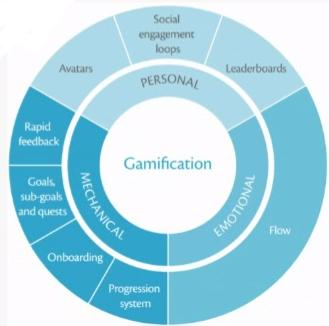 Social
engagement
loops
Avatars
Leaderboards
PERSONAL
Rapid
feedback
Gamification
Goals,
sub-goals
and quests
MECHANICAL
EMOTIONAL
Flow
Onboarding
Progression
system